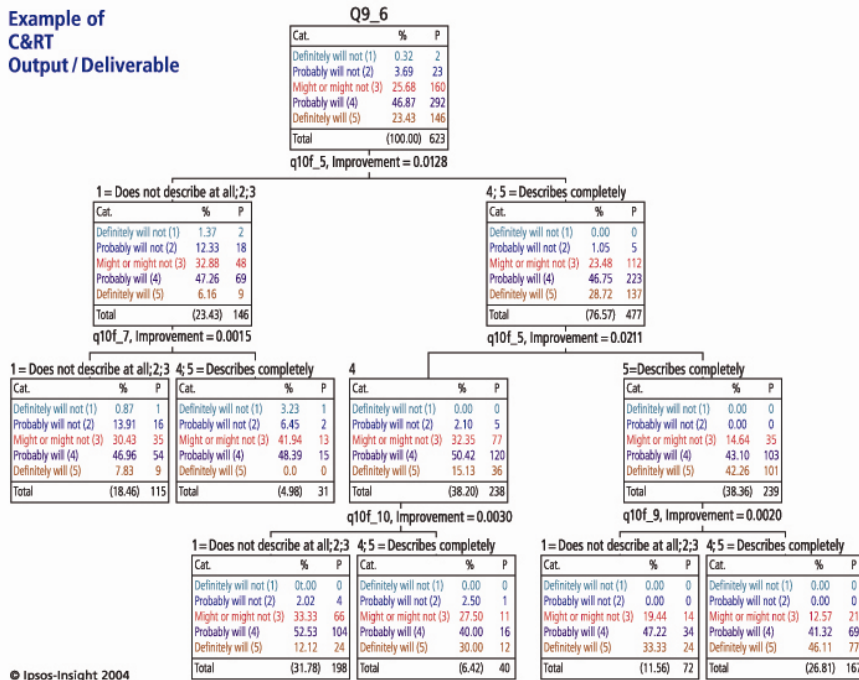 Example of
C&RT
Output / Deliverable
Q9_6
Cat. % P
Definitely will not (1) 0.32 2
Probably will not (2) 3.69 23
Might or might not (3) 25.68 160
Probably will (4) 46.87 292
Definitely will (5) 23.43 146
Total (100.00) 623
q10f_5, Improvement = 0.0128
1 = Does not describe at all;2;3
Cat. % P
Definitely will not (1) 1.37 2
Probably will not (2) 12.33 18
Might or might not (3) 32.88 48
Probably will (4) 47.26 69
Definitely will (5) 6.16 9
Total (23.43) 146
q10f_7, Improvement = 0.0015
4; 5 = Describes completely
Cat. % P
Definitely will not (1) 0.00 0
Probably will not (2) 1.05 5
Might or might not (3) 23.48 112
Probably will (4) 46.75 223
Definitely will (5) 28.72 137
Total (76.57) 477
q10f_5, Improvement = 0.0211
1 = Does not describe at all;2;3
Cat. % P
Definitely will not (1) 0.87 1
Probably will not (2) 13.91 16
Might or might not (3) 30.43 35
Probably will (4) 46.96 54
Definitely will (5) 7.83 9
Total (18.46) 115
4; 5 = Describes completely
Cat. % P
Definitely will not (1) 3.23 1
Probably will not (2) 6.45 2
Might or might not (3) 41.94 13
Probably will (4) 48.39 15
Definitely will (5) 0.0 0
Total (4.98) 31
4
Cat. % P
Definitely will not (1) 0.00 0
Probably will not (2) 2.10 5
Might or might not (3) 32.35 77
Probably will (4) 50.42 120
Definitely will (5) 15.13 36
Total (38.20) 238
q10f_10, Improvement = 0.0030
5=Describes completely
Cat. % P
Definitely will not (1) 0.00 0
Probably will not (2) 0.00 0
Might or might not (3) 14.64 35
Probably will (4) 43.10 103
Definitely will (5) 42.26 101
Total (38.36) 239
q10f_9, Improvement = 0.0020
1 = Does not describe at all;2;3
Cat. % P
Definitely will not (1) 0t.00 0
Probably will not (2) 2.02 4
Might or might not (3) 33.33 66
Probably will (4) 52.53 104
Definitely will (5) 12.12 24
Total (31.78) 198
4; 5 = Describes completely
Cat. % P
Definitely will not (1) 0.00 0
Probably will not (2) 2.50 1
Might or might not (3) 27.50 11
Probably will (4) 40.00 16
Definitely will (5) 30.00 12
Total (6.42) 40
1 = Does not describe at all;2;3
Cat. % P
Definitely will not (1) 0.00 0
Probably will not (2) 0.00 0
Might or might not (3) 19.44 14
Probably will (4) 47.22 34
Definitely will (5) 33.33 24
Total (11.56) 72
4; 5 = Describes completely
Cat. % P
Definitely will not (1) 0.00 0
Probably will not (2) 0.00 0
Might or might not (3) 12.57 21
Probably will (4) 41.32 69
Definitely will (5) 46.11 77
Total (26.81) 167
© Ipsos-Insight 2004